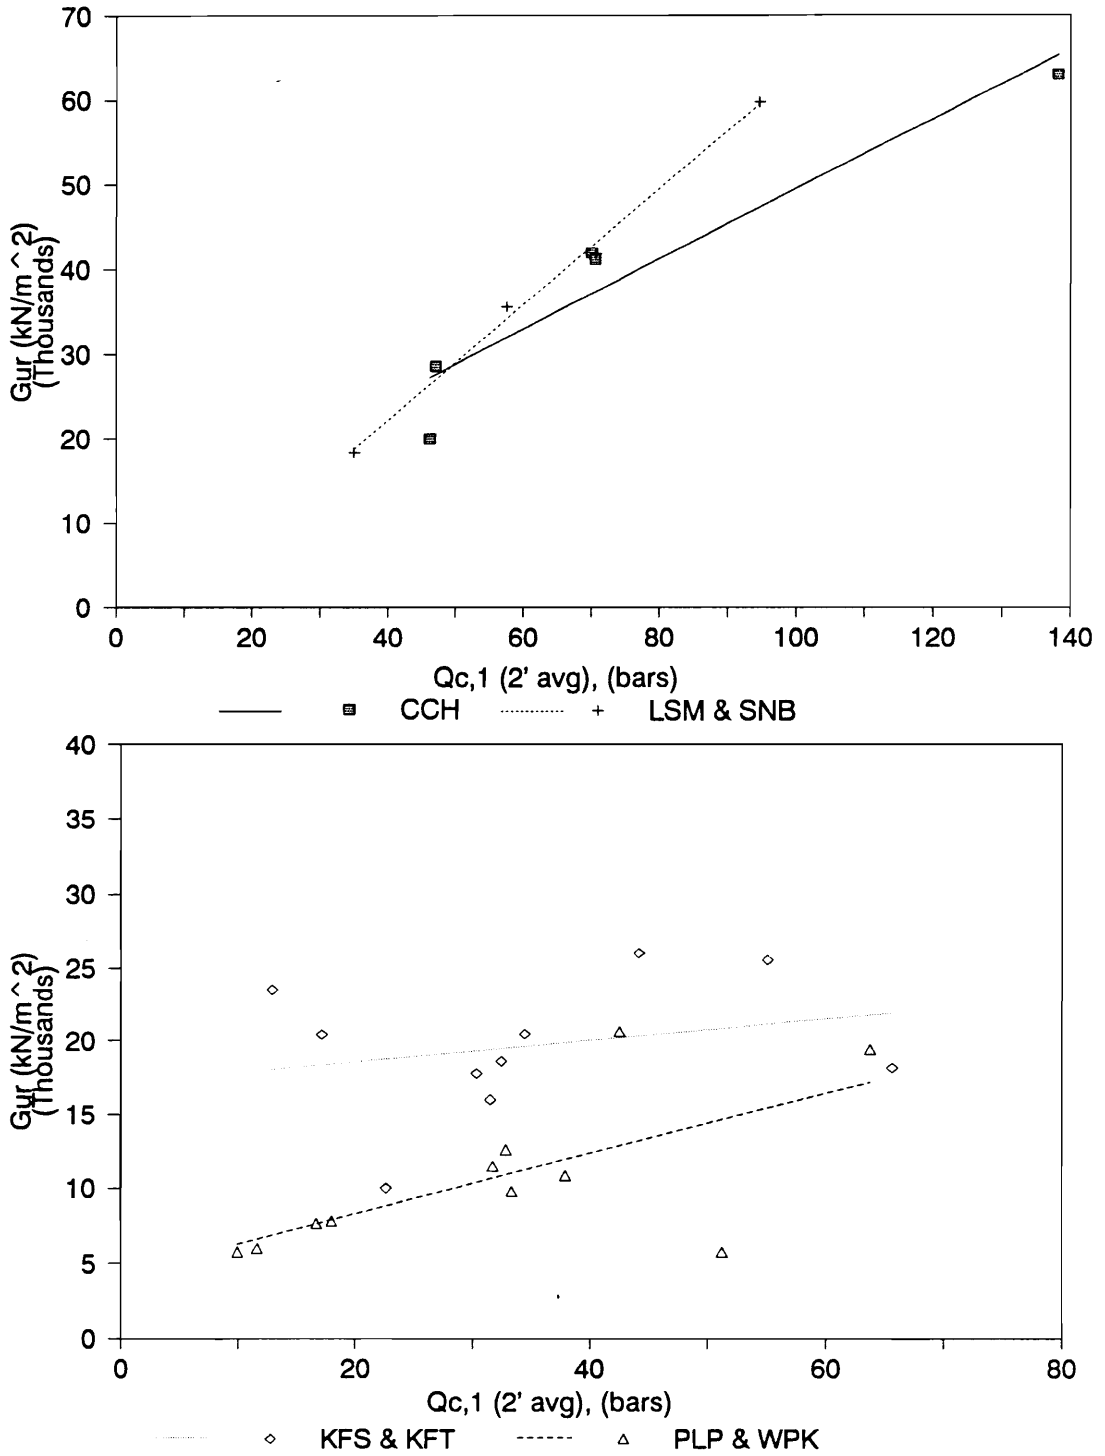 70
60
50
40
30
20
10
0
Gur (kN/m^2)
(Thousands)
0 20 40 60 80 100 120 140
Qc,1 (2' avg), (bars)
CCH LSM & SNB
40
35
30
25
20
15
10
5
0
Gur (kN/m^2)
(Thousands)
0 20 40 60 80
Qc,1 (2' avg), (bars)
KFS & KFT PLP & WPK